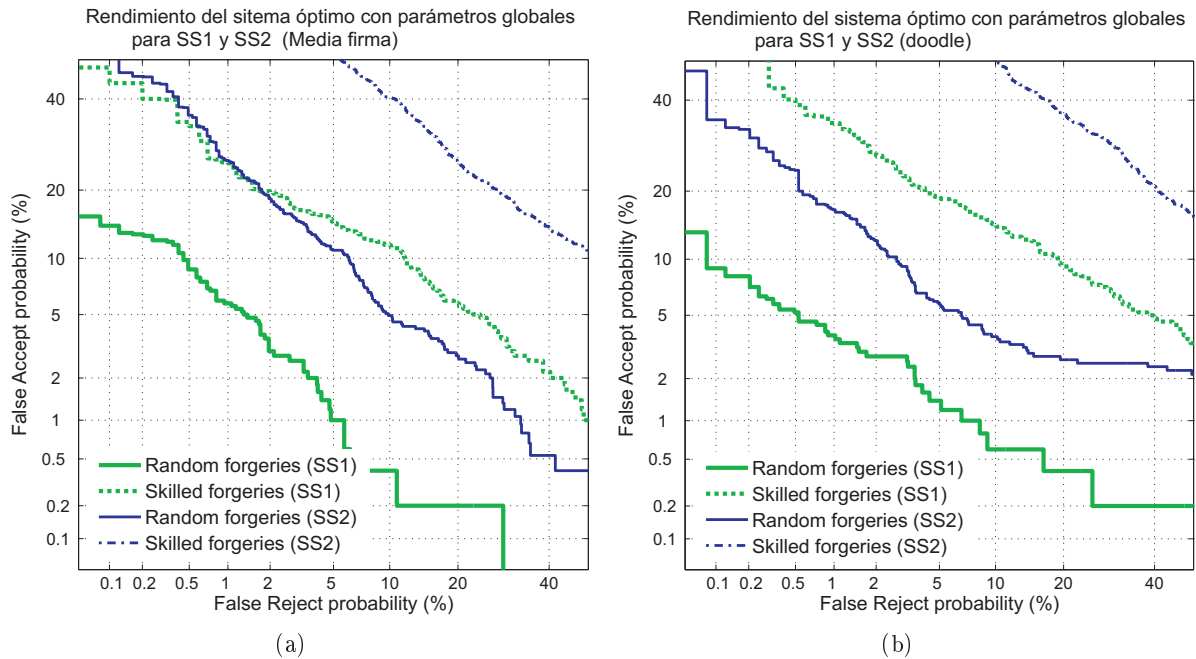 Rendimiento del sitema óptimo con parámetros globales
para SS1 y SS2 (Media firma)
False Accept probability (%)
40
20
10
5
2
1
0.5
0.2
0.1
Random forgeries (SS1)
Skilled forgeries (SS1)
Random forgeries (SS2)
Skilled forgeries (SS2)
0.1 0.2 0.5 1 2 5 10 20 40
False Reject probability (%)
(a)
Rendimiento del sistema óptimo con parámetros globales
para SS1 y SS2 (doodle)
False Accept probability (%)
40
20
10
5
2
1
0.5
0.2
0.1
Random forgeries (SS1)
Skilled forgeries (SS1)
Random forgeries (SS2)
Skilled forgeries (SS2)
0.1 0.2 0.5 1 2 5 10 20 40
False Reject probability (%)
(b)